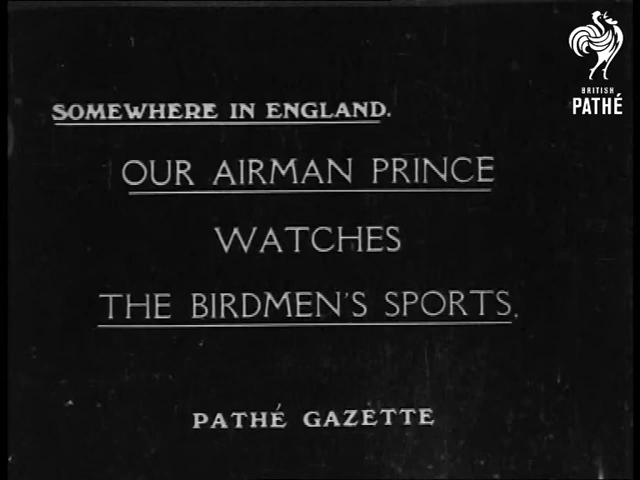 BRITISH
PATHÉ
SOMEWHERE IN ENGLAND.
OUR AIRMAN PRINCE
WATCHES
THE BIRDMEN'S SPORTS.
PATHÉ GAZETTE